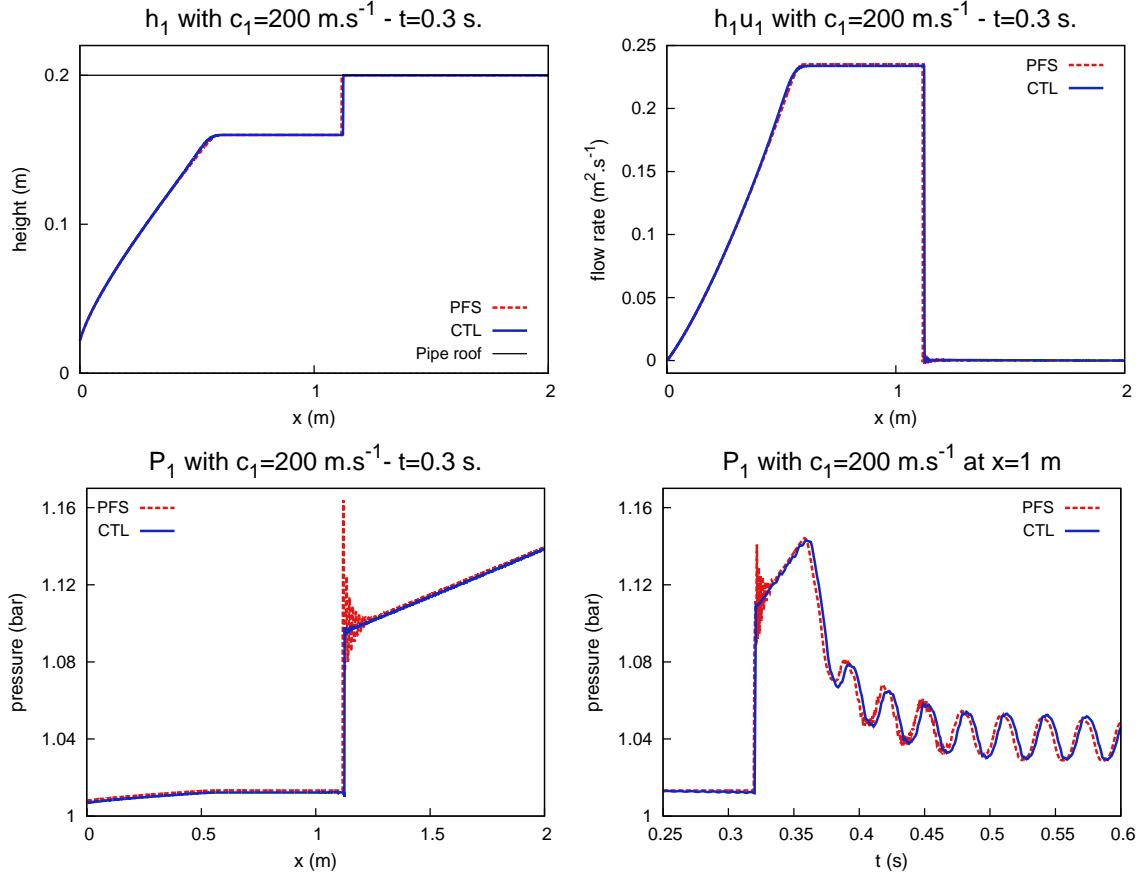 h₁ with c₁=200 m.s⁻¹ - t=0.3 s.
height (m)
0.2
0.1
0
PFS
CTL
Pipe roof
0 1 2
x (m)
h₁u₁ with c₁=200 m.s⁻¹ - t=0.3 s.
flow rate (m².s⁻¹)
0.25
0.2
0.15
0.1
0.05
0
PFS
CTL
0 1 2
x (m)
P₁ with c₁=200 m.s⁻¹- t=0.3 s.
pressure (bar)
PFS
CTL
1.16
1.12
1.08
1.04
1
0 0.5 1 1.5 2
x (m)
P₁ with c₁=200 m.s⁻¹ at x=1 m
pressure (bar)
PFS
CTL
1.16
1.12
1.08
1.04
1
0.25 0.3 0.35 0.4 0.45 0.5 0.55 0.6
t (s)